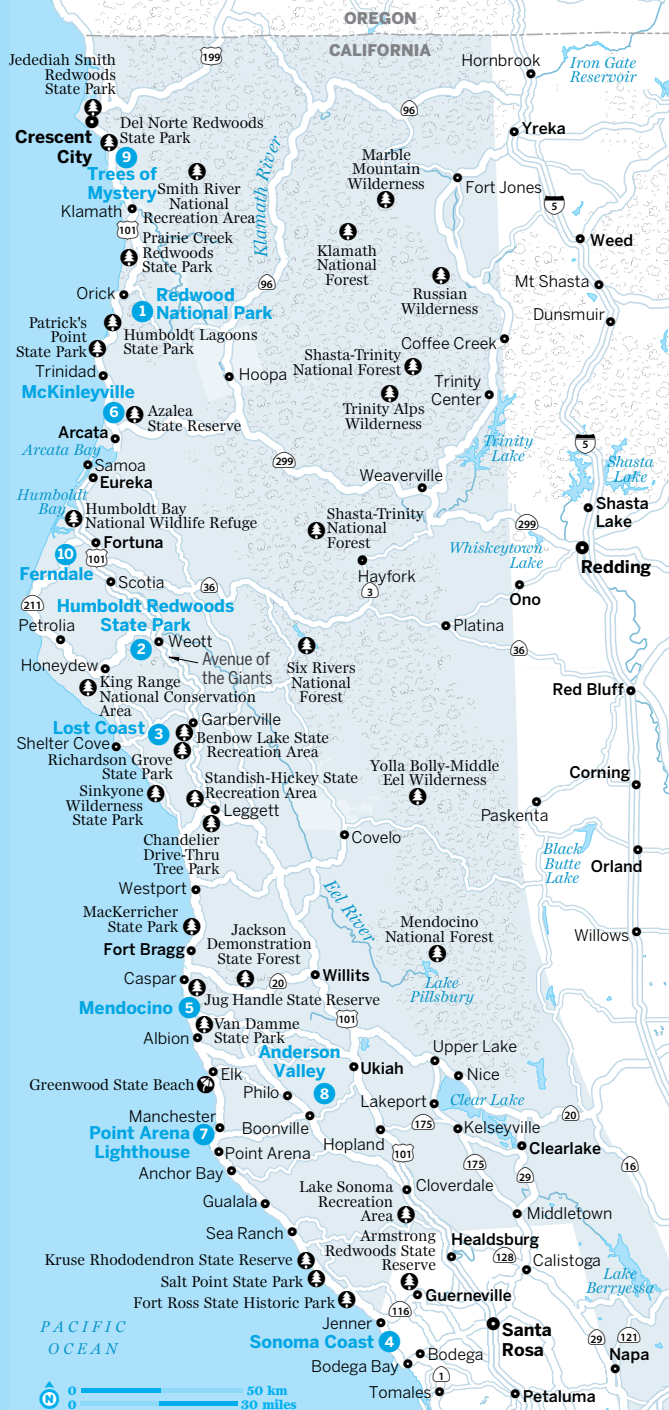 OREGON
CALIFORNIA
199
Hornbrook
Iron Gate
Reservoir
Jedediah Smith
Redwoods
State Park
96
Crescent
City
Del Norte Redwoods
State Park
Yreka
9
Trees of
Mystery
Marble
Mountain
Wilderness
Fort Jones
Smith River
National
Recreation Area
Klamath River
5
Klamath
101
Prairie Creek
Redwoods
State Park
Klamath
National
Forest
Weed
96
Russian
Wilderness
Mt Shasta
Orick
1
Redwood
National Park
Dunsmuir
Patrick's
Point
State Park
Humboldt Lagoons
State Park
Coffee Creek
Shasta-Trinity
National Forest
Trinidad
Hoopa
Trinity
Center
McKinleyville
6
Azalea
State Reserve
Trinity Alps
Wilderness
Arcata
Arcata Bay
Trinity
Lake
5
Samoa
299
Shasta
Lake
Eureka
Weaverville
Humboldt
Bay
Humboldt Bay
National Wildlife Refuge
Shasta-Trinity
National
Forest
Shasta
Lake
299
Fortuna
Whiskeytown
Lake
Redding
10
101
Ferndale
Scotia
Hayfork
36
3
Ono
211
Humboldt Redwoods
State Park
Petrolia
2
Weott
Platina
36
Avenue of
the Giants
Honeydew
Six Rivers
National
Forest
King Range
National Conservation
Area
Red Bluff
Garberville
Lost Coast
3
Benbow Lake State
Recreation Area
Shelter Cove
Richardson Grove
State Park
Yolla Bolly-Middle
Eel Wilderness
Corning
Standish-Hickey State
Recreation Area
Sinkyone
Wilderness
State Park
Leggett
Paskenta
Chandelier
Drive-Thru
Tree Park
Covelo
Black
Butte
Lake
Orland
Westport
Eel River
MacKerricher
State Park
Mendocino
National Forest
Willows
Jackson
Demonstration
State Forest
Fort Bragg
Caspar
20
Willits
Lake
Pillsbury
Jug Handle State Reserve
Mendocino
5
101
Van Damme
State Park
Albion
Anderson
Valley
Upper Lake
Elk
Ukiah
Nice
Greenwood State Beach
Philo
8
Lakeport
Clear Lake
20
Manchester
Boonville
175
Kelseyville
Point Arena
Lighthouse
7
Hopland
101
Clearlake
Point Arena
175
16
Anchor Bay
29
Lake Sonoma
Recreation
Area
Cloverdale
Gualala
Middletown
Sea Ranch
Armstrong
Redwoods State
Reserve
Healdsburg
128
Calistoga
Kruse Rhododendron State Reserve
Lake
Berryessa
Salt Point State Park
Fort Ross State Historic Park
Guerneville
116
PACIFIC
OCEAN
Jenner
Sonoma Coast
4
Santa
Rosa
29
121
Bodega
Napa
Bodega Bay
1
Tomales
Petaluma
N
0
50 km
0
30 miles